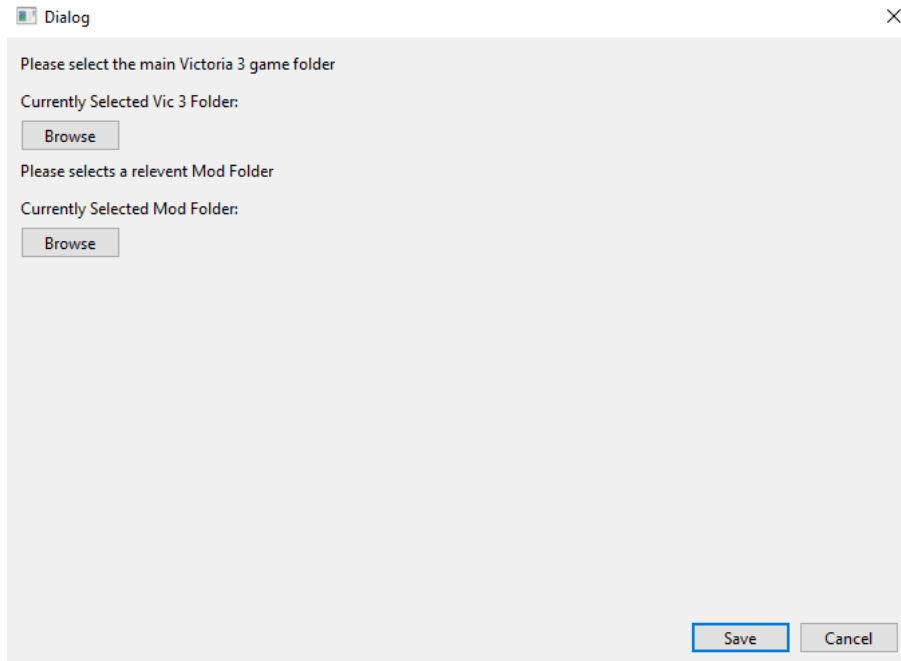 Dialog
Please select the main Victoria 3 game folder
Currently Selected Vic 3 Folder:
Browse
Please selects a relevent Mod Folder
Currently Selected Mod Folder:
Browse
Save Cancel